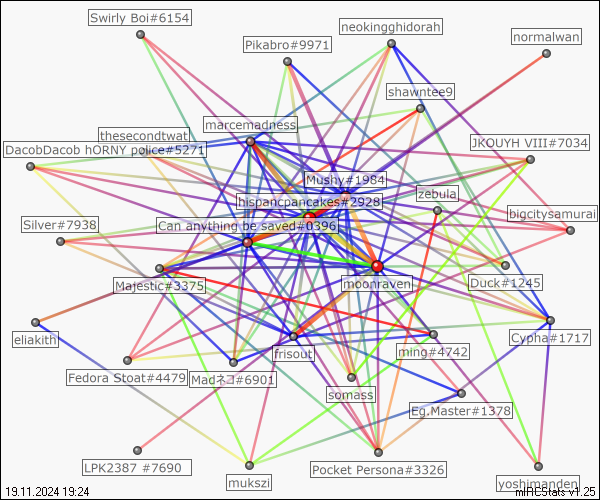 Swirly Boi#6154
neokingghidorah
normalwan
Pikabro#9971
shawntee9
marcemadness
thesecondtwat
JKOUYH VIII#7034
DacobDacob hORNY police#5271
Mushy#1984
zebula
hispancpancakes#2928
bigcitysamurai
Silver#7938
Can anything be saved#0396
Majestic#3375
moonraven
Duck#1245
eliakith
Cypha#1717
frisout
ming#4742
Fedora Stoat#4479
Madネコ#6901
somass
Eg.Master#1378
LPK2387 #7690
Pocket Persona#3326
mukszi
yoshimanden
19.11.2024 19:24
mIRCStats v1.25